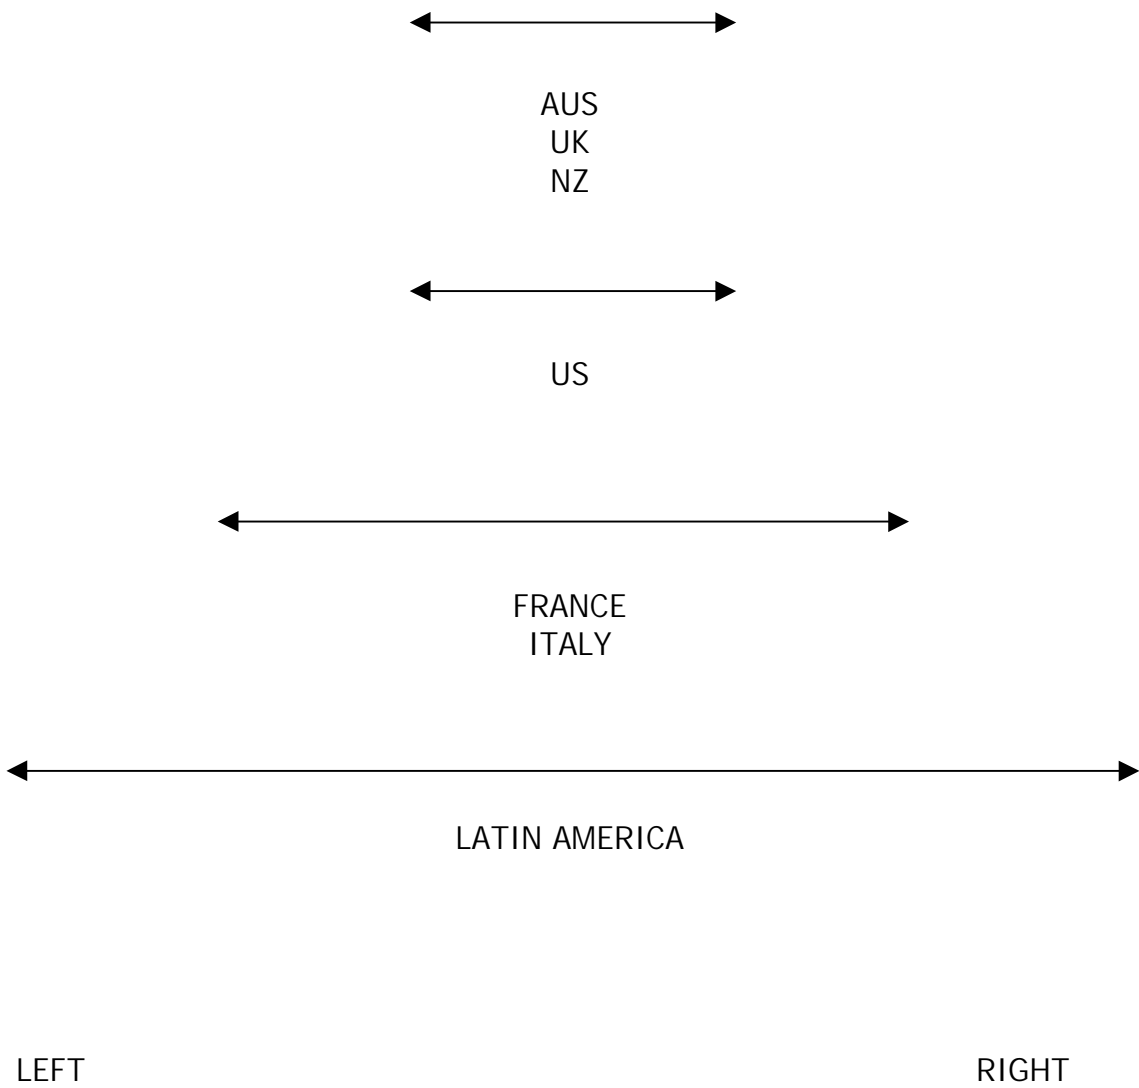 AUS
UK
NZ
US
FRANCE
ITALY
LATIN AMERICA
LEFT RIGHT